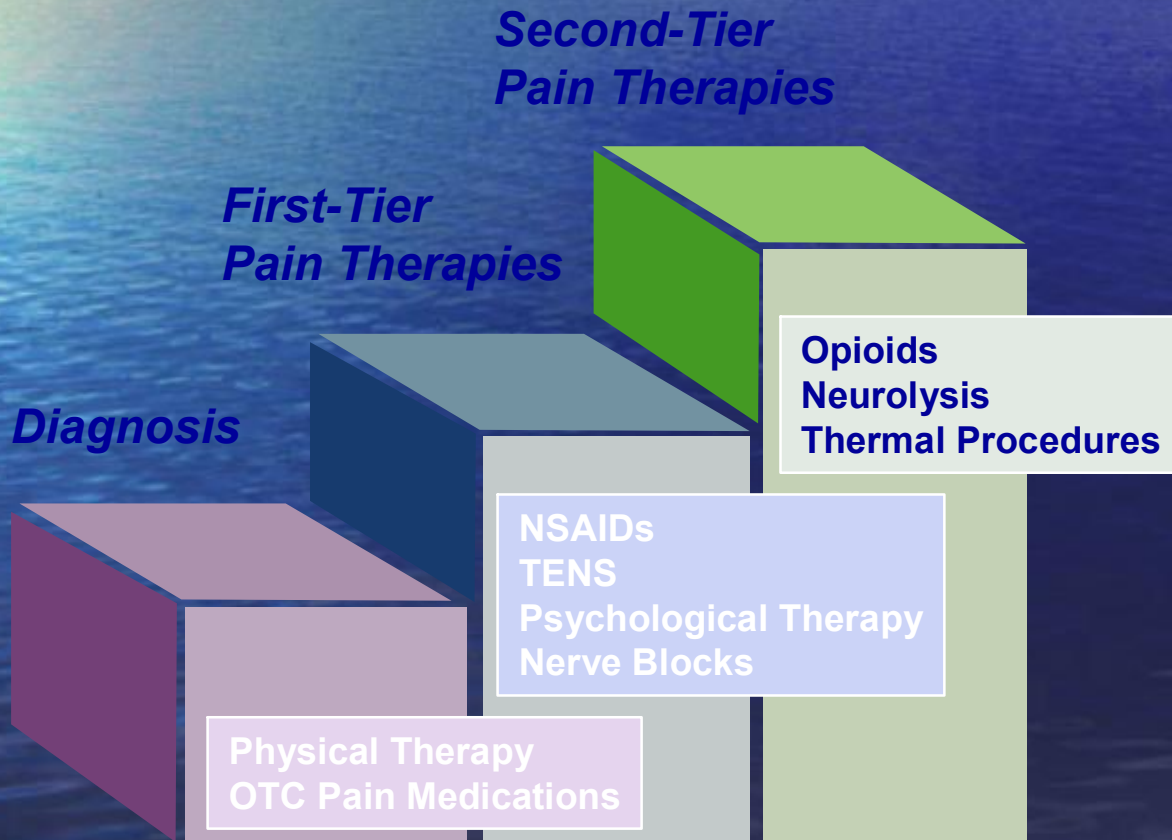 Second-Tier
Pain Therapies
First-Tier
Pain Therapies
Diagnosis
Opioids
Neurolysis
Thermal Procedures
NSAIDs
TENS
Psychological Therapy
Nerve Blocks
Physical Therapy
OTC Pain Medications